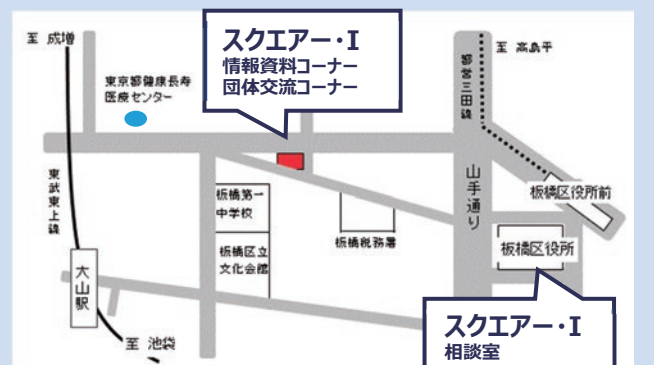 至 成増
スクエアー・I
情報資料コーナー
団体交流コーナー
至 高島平
都営三田線
東京都健康長寿
医療センター
東武東上線
板橋第一
中学校
山手通り
板橋区役所前
板橋税務署
板橋区立
文化会館
板橋区役所
大山駅
至 池袋
スクエアー・I
相談室